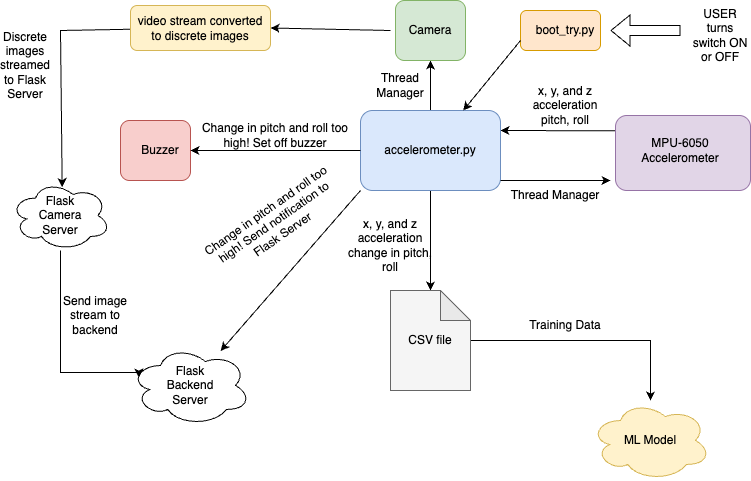 video stream converted
to discrete images
Camera
boot_try.py
USER
turns
switch ON
or OFF
Discrete
images
streamed
to Flask
Server
Thread
Manager
x, y, and z
acceleration
pitch, roll
Buzzer
Change in pitch and roll too
high! Set off buzzer
accelerometer.py
MPU-6050
Accelerometer
Thread Manager
Flask
Camera
Server
Change in pitch and roll too
high! Send notification to
Flask Server
x, y, and z
acceleration
change in pitch,
roll
Send image
stream to
backend
CSV file
Training Data
Flask
Backend
Server
ML Model